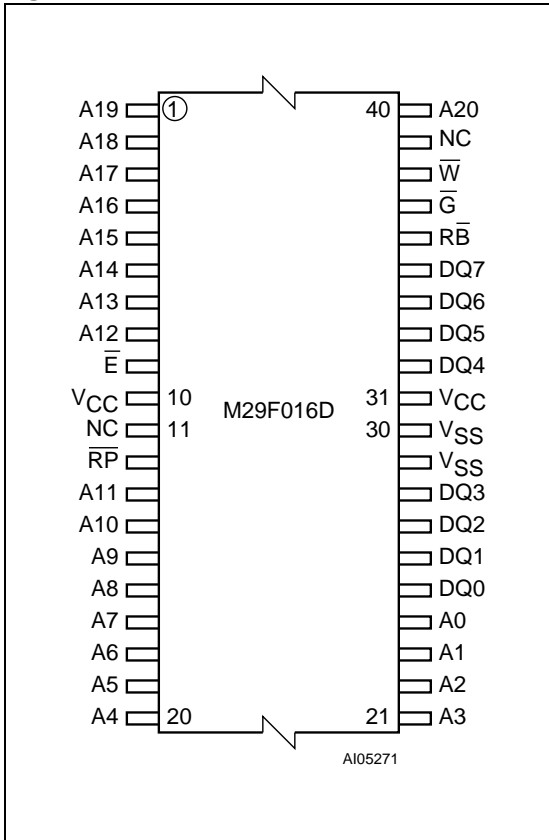 A19 ① 40 A20
A18 NC
A17 W̅
A16 G̅
A15 RB̅
A14 DQ7
A13 DQ6
A12 DQ5
E̅ DQ4
VCC 10 31 VCC
M29F016D
NC 11 30 VSS
R̅P̅ VSS
A11 DQ3
A10 DQ2
A9 DQ1
A8 DQ0
A7 A0
A6 A1
A5 A2
A4 20 21 A3
AI05271